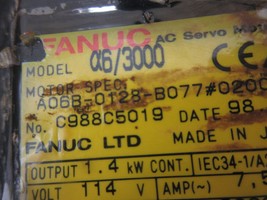 FANUC AC Servo Mot
MODEL α6/3000
MOTOR SPEC.
A06B-0128-B077#0200
No. C988C5019 DATE 98.
FANUC LTD MADE IN J
OUTPUT 1.4 kW CONT. IEC34-1/
VOLT 114 V AMP(~) 7,5